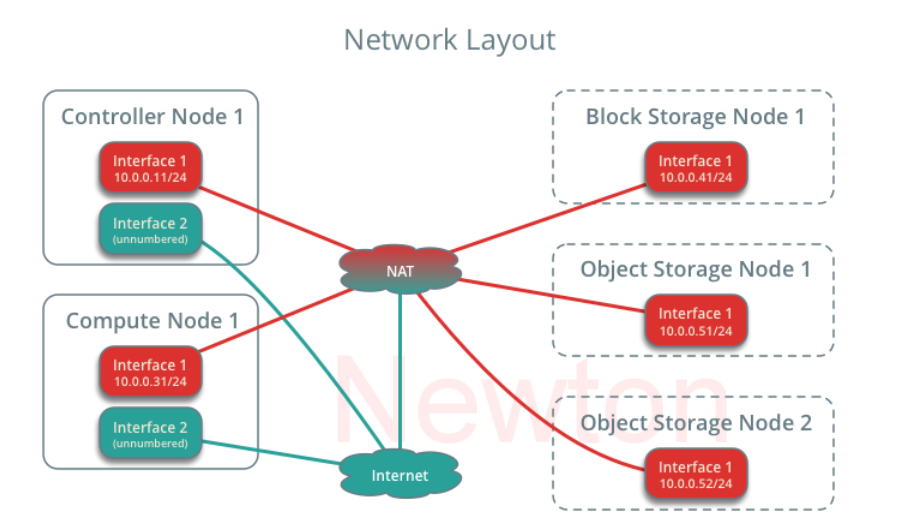 Network Layout
Controller Node 1
Interface 1
10.0.0.11/24
Interface 2
(unnumbered)
Compute Node 1
Interface 1
10.0.0.31/24
Interface 2
(unnumbered)
NAT
Internet
Block Storage Node 1
Interface 1
10.0.0.41/24
Object Storage Node 1
Interface 1
10.0.0.51/24
Object Storage Node 2
Interface 1
10.0.0.52/24
Newton